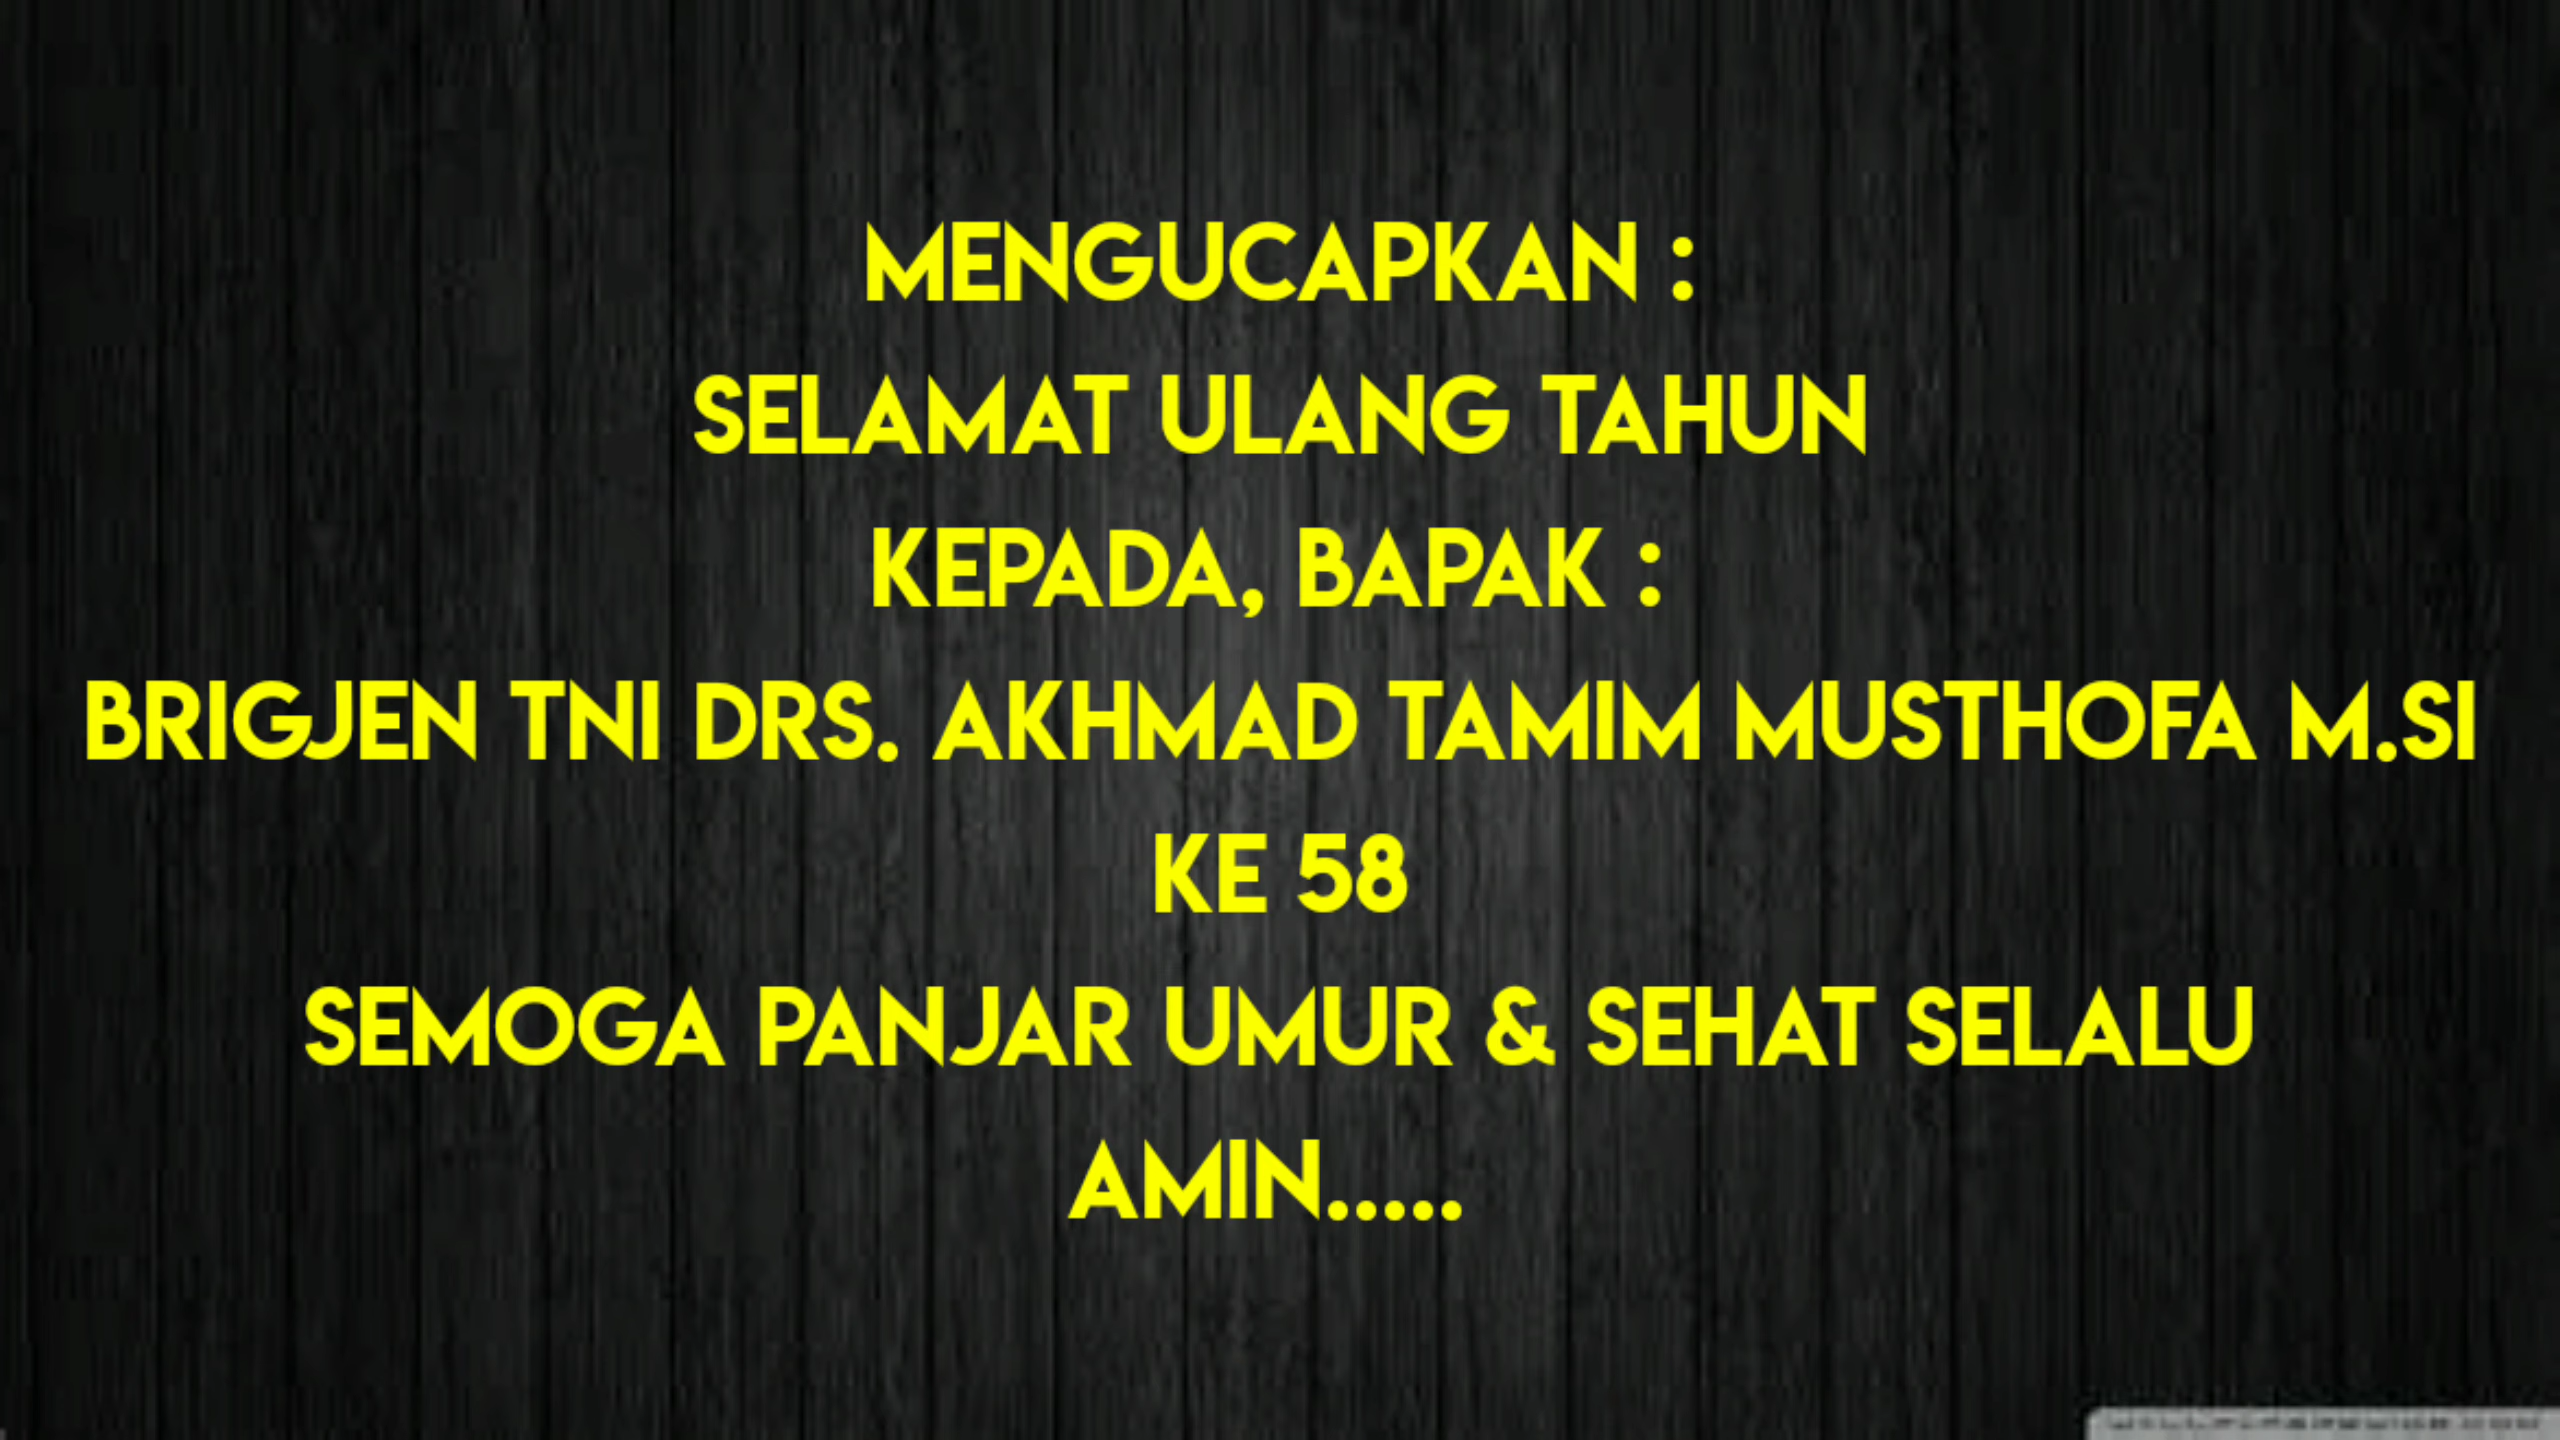 MENGUCAPKAN :
SELAMAT ULANG TAHUN
KEPADA, BAPAK :
BRIGJEN TNI DRS. AKHMAD TAMIM MUSTHOFA M.SI
KE 58
SEMOGA PANJAR UMUR & SEHAT SELALU
AMIN.....